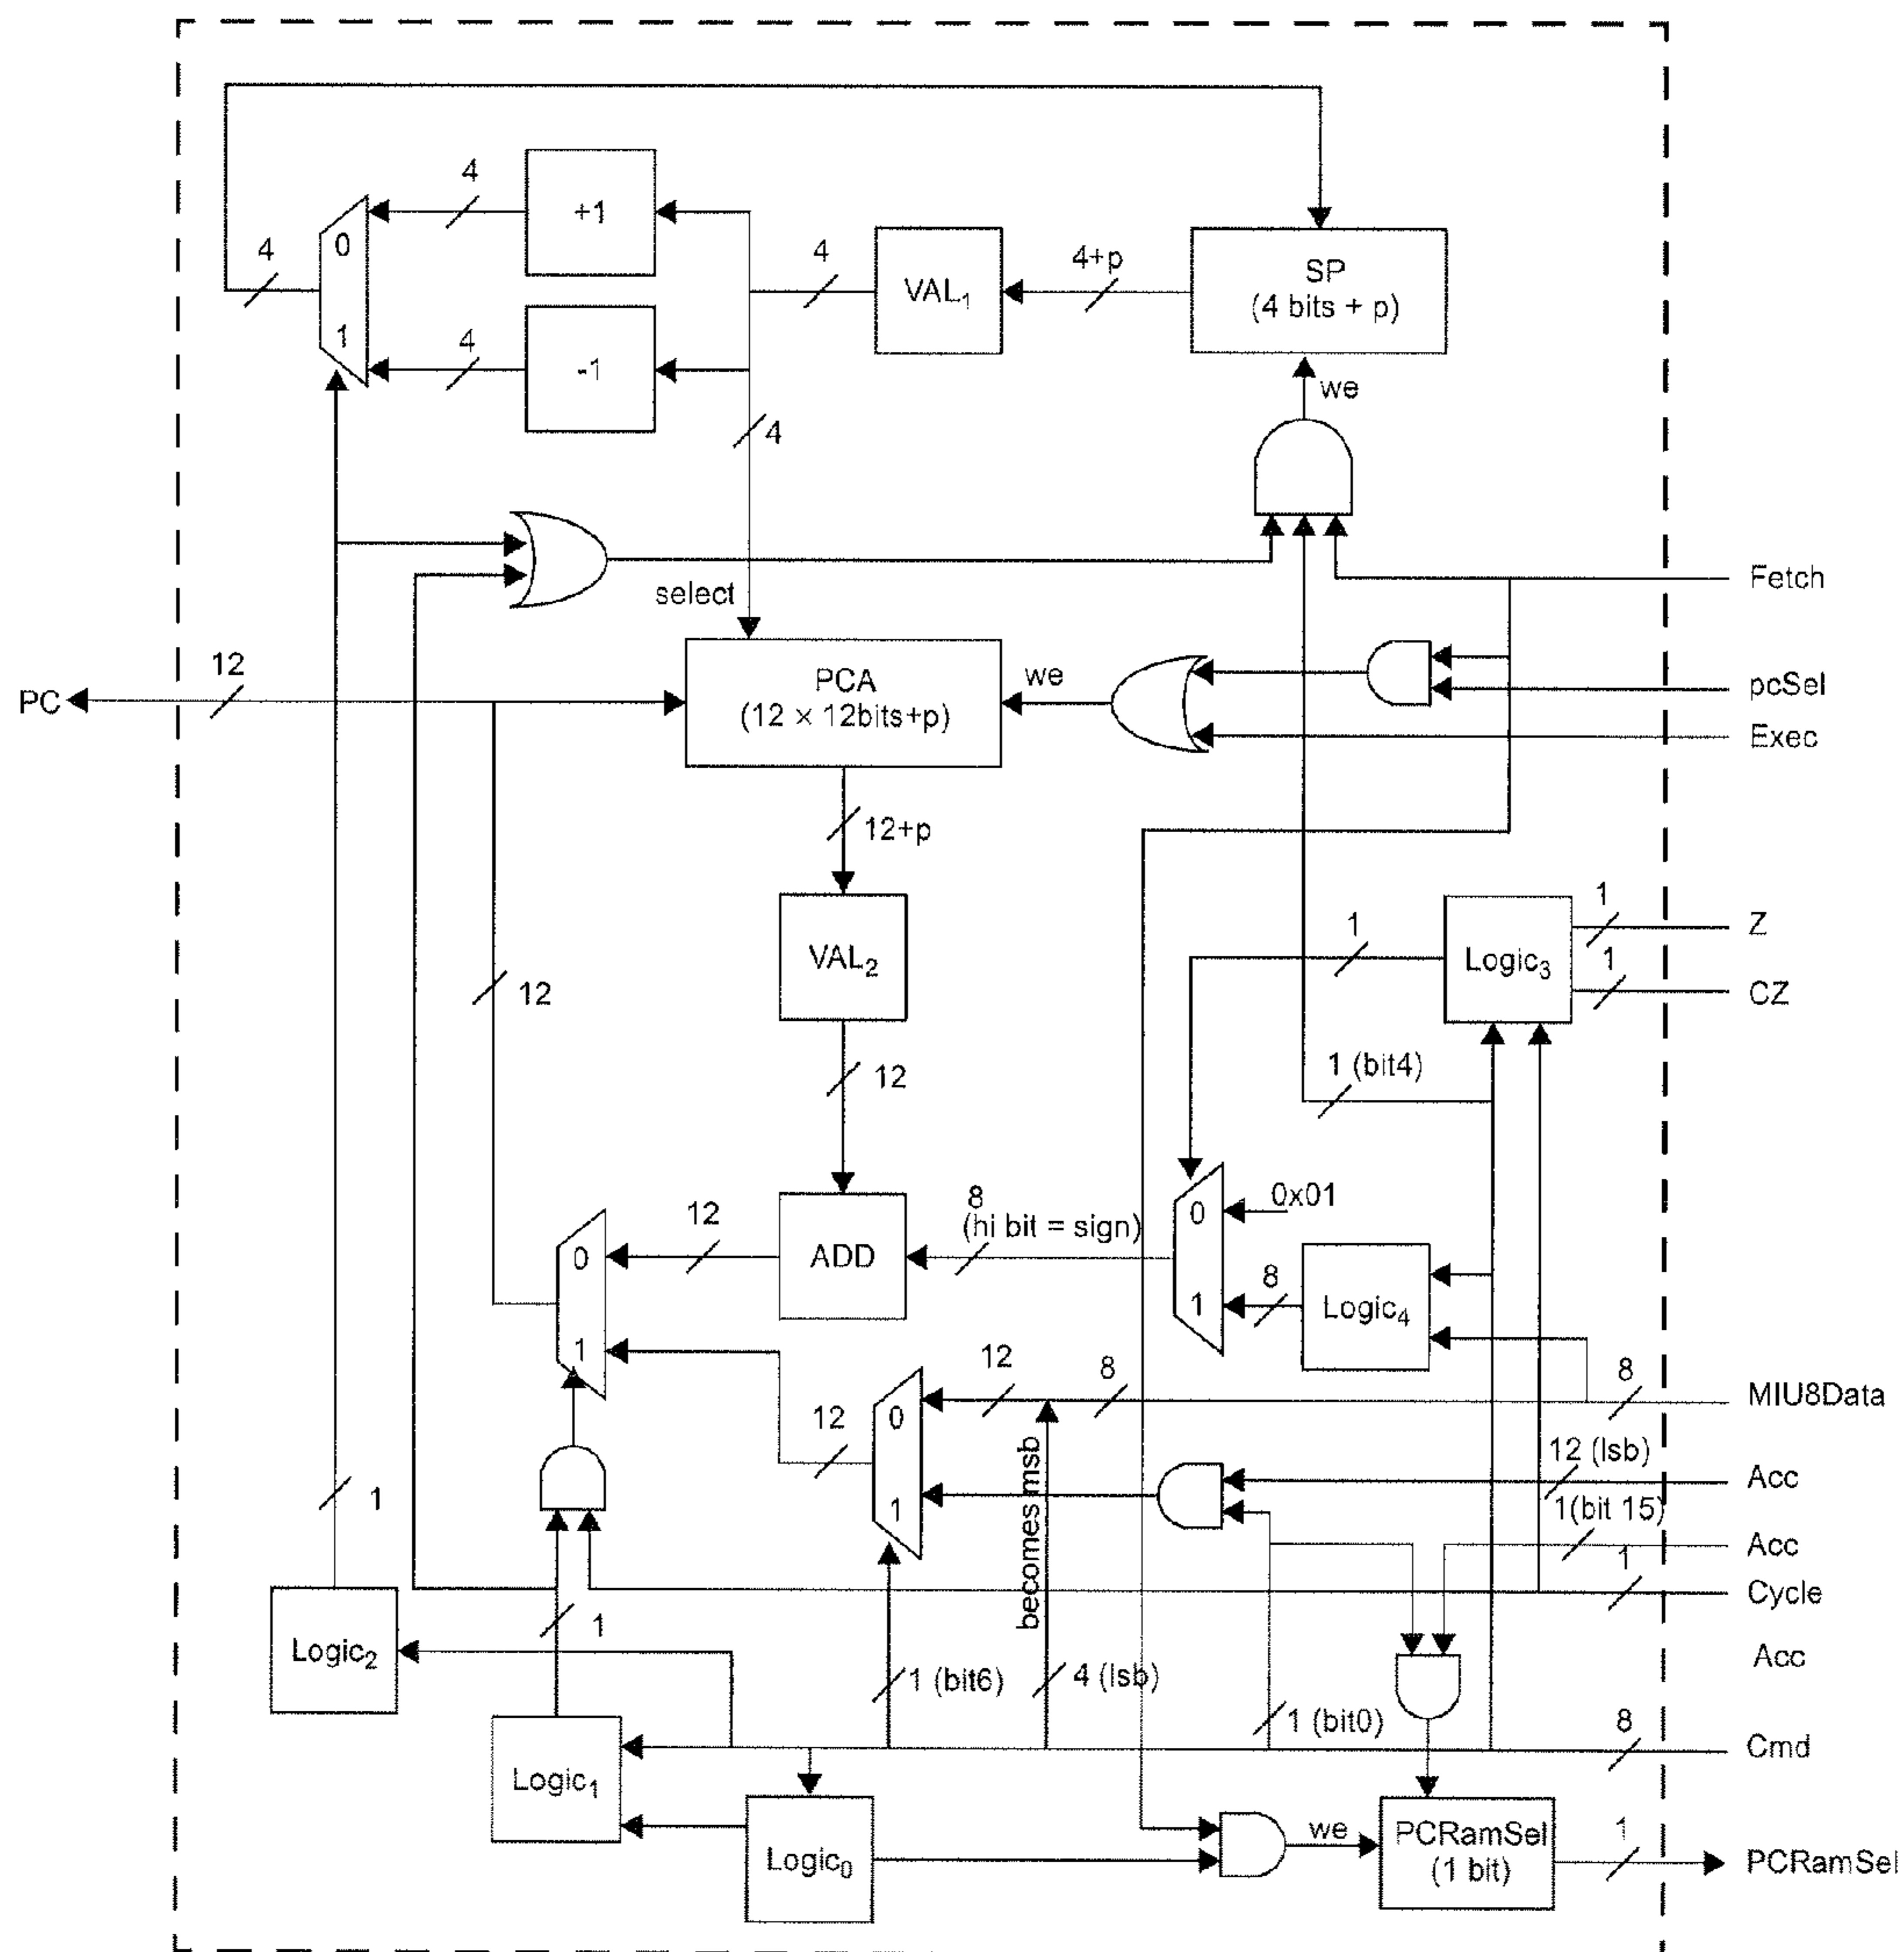 4
+1
0
4
4
VAL1
4+p
SP
(4 bits + p)
1
4
-1
we
4
select
Fetch
PC
12
PCA
(12 × 12bits+p)
we
pcSel
Exec
12+p
VAL2
1
Logic3
1
Z
1
CZ
12
12
1 (bit4)
0
12
ADD
8
(hi bit = sign)
0
0x01
1
8
Logic4
1
12
0
12
8
8
MIU8Data
12
1
becomes msb
12 (lsb)
Acc
1(bit 15)
Acc
1
1
Cycle
Logic2
1
1 (bit6)
4 (lsb)
Acc
1 (bit0)
8
Cmd
Logic1
Logic0
we
PCRamSel
(1 bit)
1
PCRamSel